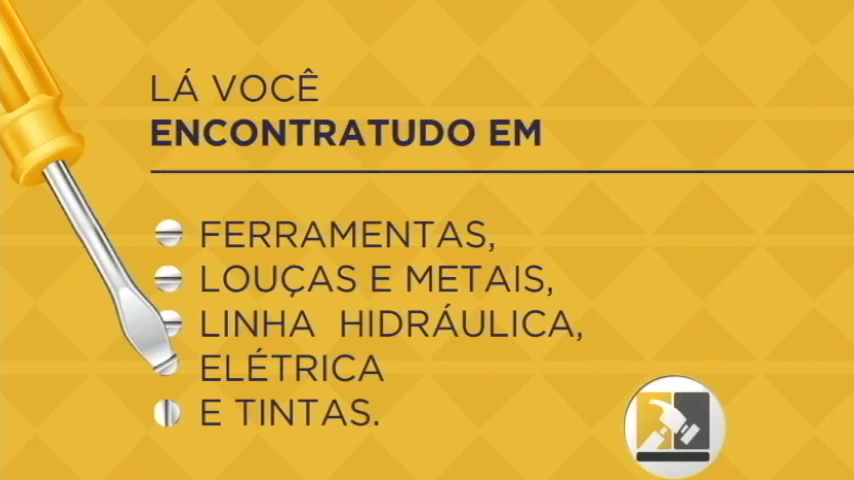 LÁ VOCÊ
ENCONTRATUDO EM
FERRAMENTAS,
LOUÇAS E METAIS,
LINHA HIDRÁULICA,
ELÉTRICA
E TINTAS.